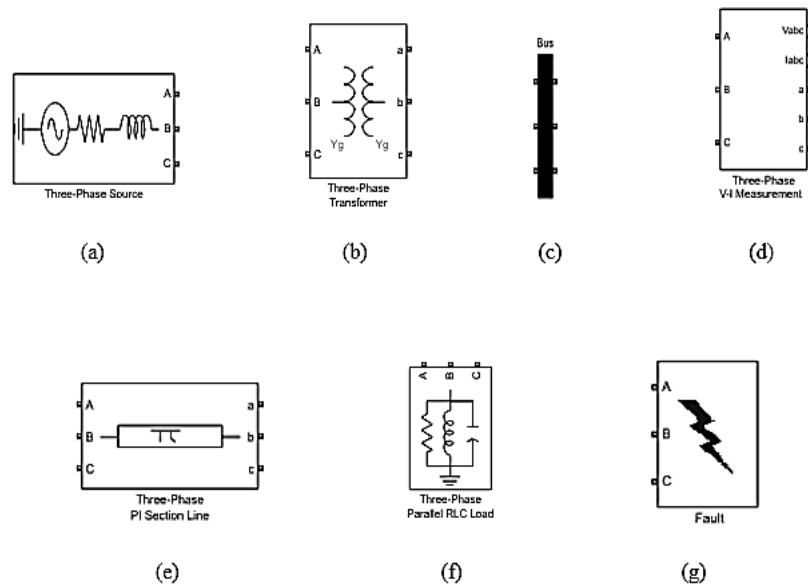 A
B
C
Three-Phase Source
(a)
A
B
C
a
b
c
Yg
Yg
Three-Phase
Transformer
(b)
Bus
(c)
A
B
C
Vabc
Iabc
a
b
c
Three-Phase
V-I Measurement
(d)
A
B
C
a
b
c
Three-Phase
PI Section Line
(e)
A
B
C
Three-Phase
Parallel RLC Load
(f)
A
B
C
Fault
(g)